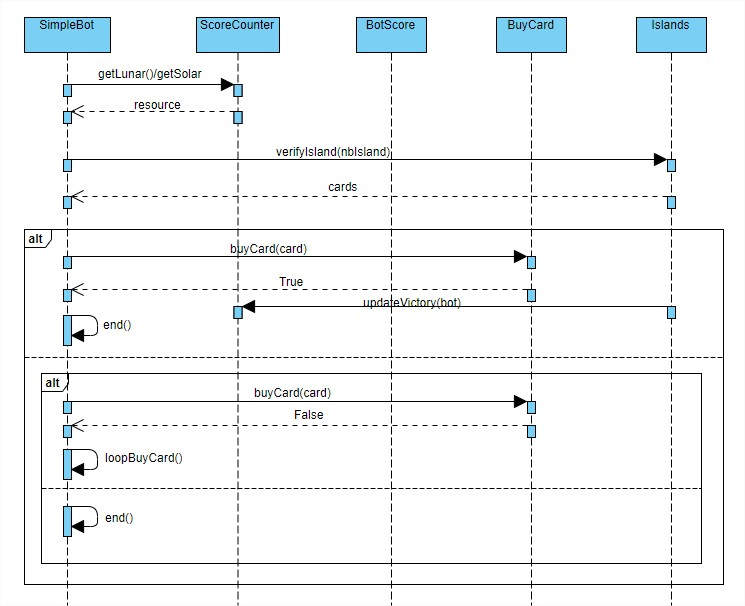 SimpleBot
ScoreCounter
BotScore
BuyCard
Islands
getLunar()/getSolar
resource
verifyIsland(nbIsland)
cards
alt
buyCard(card)
True
updateVictory(bot)
end()
alt
buyCard(card)
False
loopBuyCard()
end()